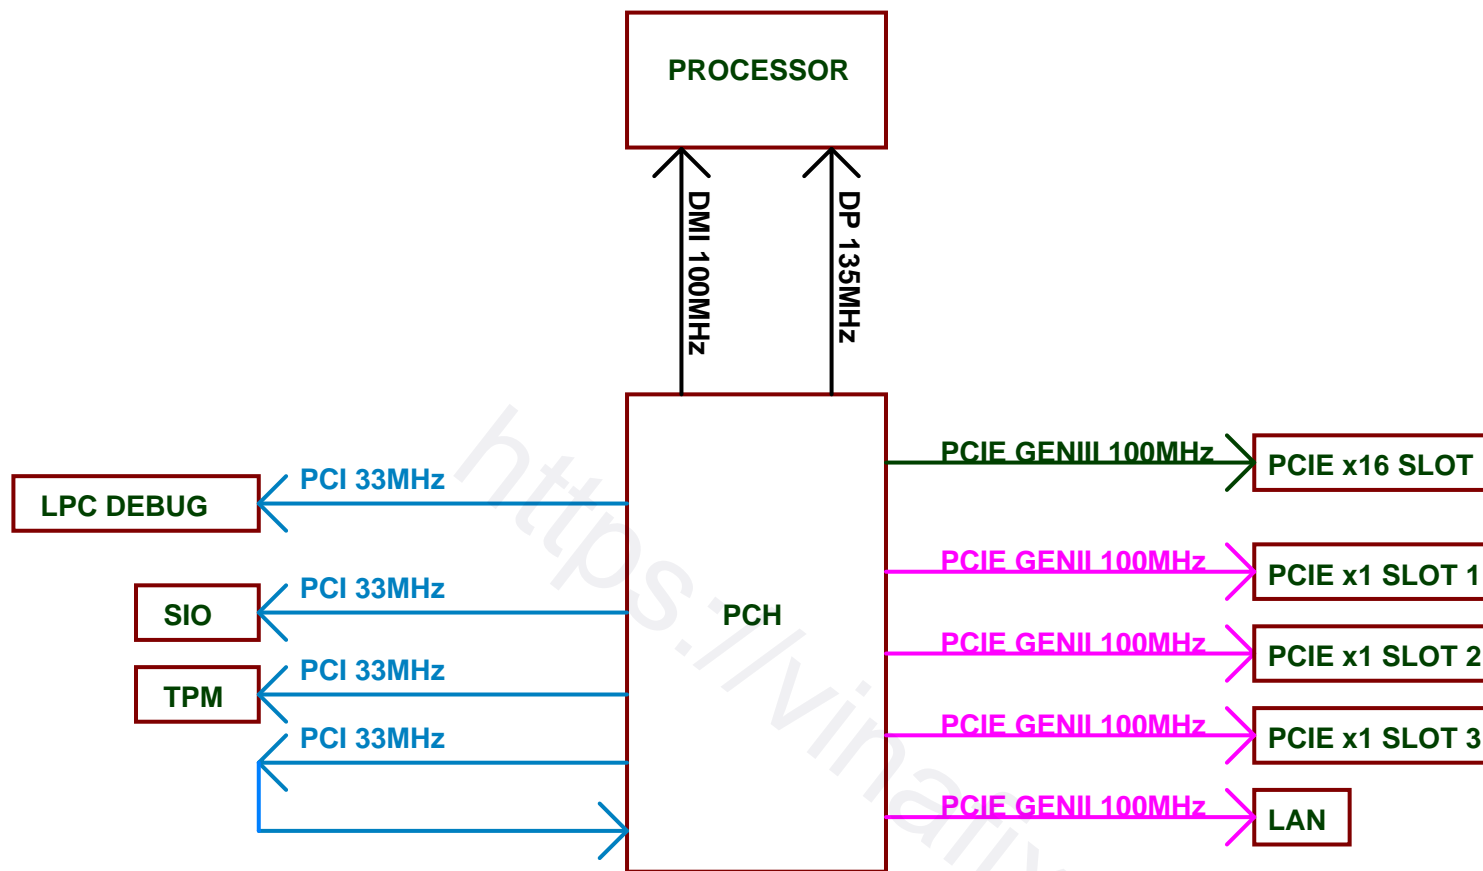 PROCESSOR
DMI 100MHz
DP 135MHz
PCIE GENIII 100MHz
PCIE x16 SLOT
PCI 33MHz
LPC DEBUG
PCIE GENII 100MHz
PCIE x1 SLOT 1
PCI 33MHz
SIO
PCH
PCIE GENII 100MHz
PCIE x1 SLOT 2
PCI 33MHz
TPM
PCIE GENII 100MHz
PCIE x1 SLOT 3
PCI 33MHz
PCIE GENII 100MHz
LAN
https://vinafix